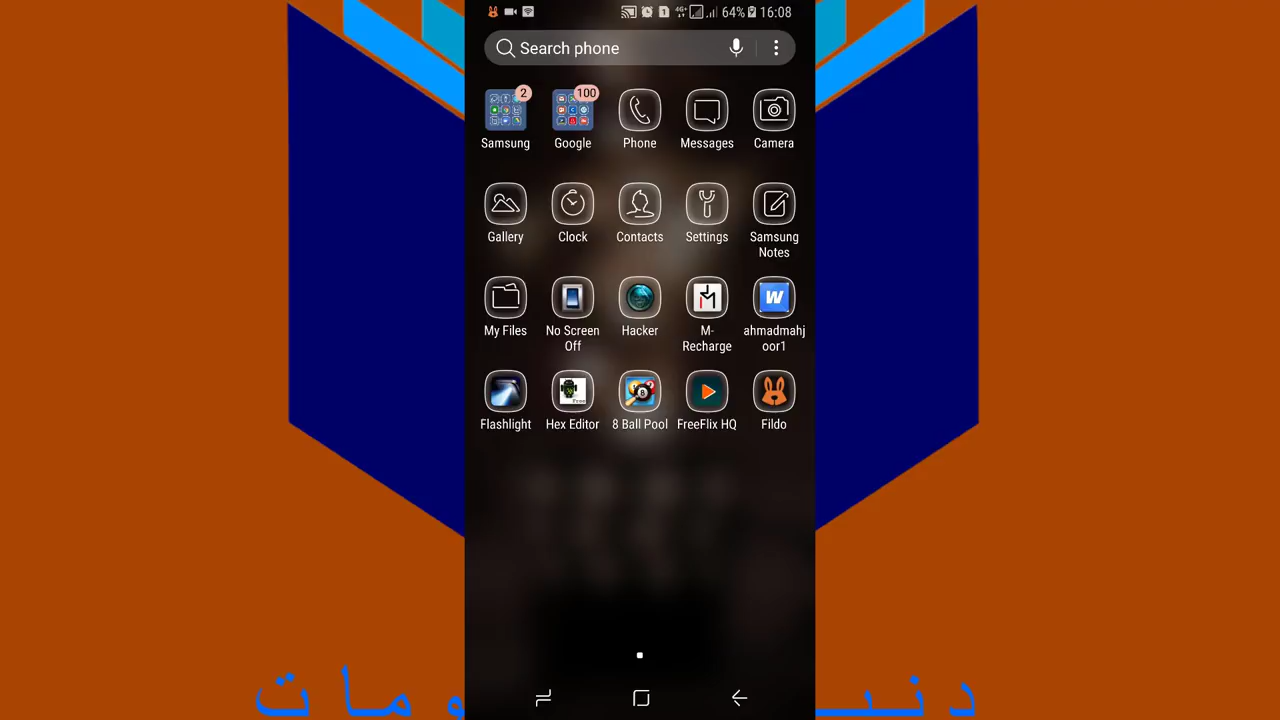 64% 16:08
Search phone
2
100
Samsung
Google
Phone
Messages
Camera
Gallery
Clock
Contacts
Settings
Samsung
Notes
My Files
No Screen
Off
Hacker
M-
Recharge
ahmadmahj
oor1
Flashlight
Hex Editor
8 Ball Pool
FreeFlix HQ
Fildo